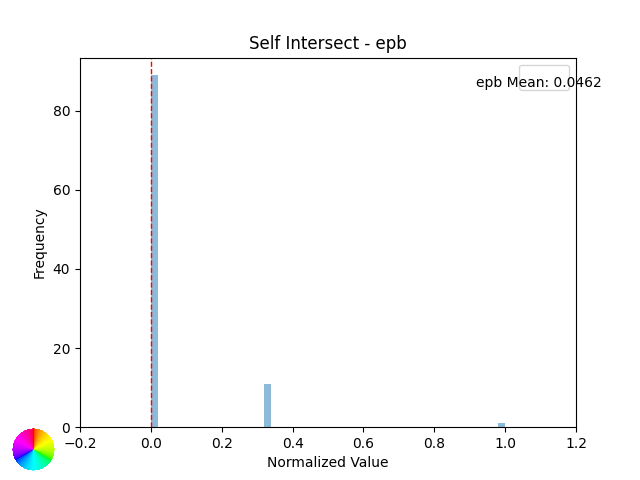 Self Intersect - epb
epb Mean: 0.0462
Frequency
80
60
40
20
0
−0.2 0.0 0.2 0.4 0.6 0.8 1.0 1.2
Normalized Value